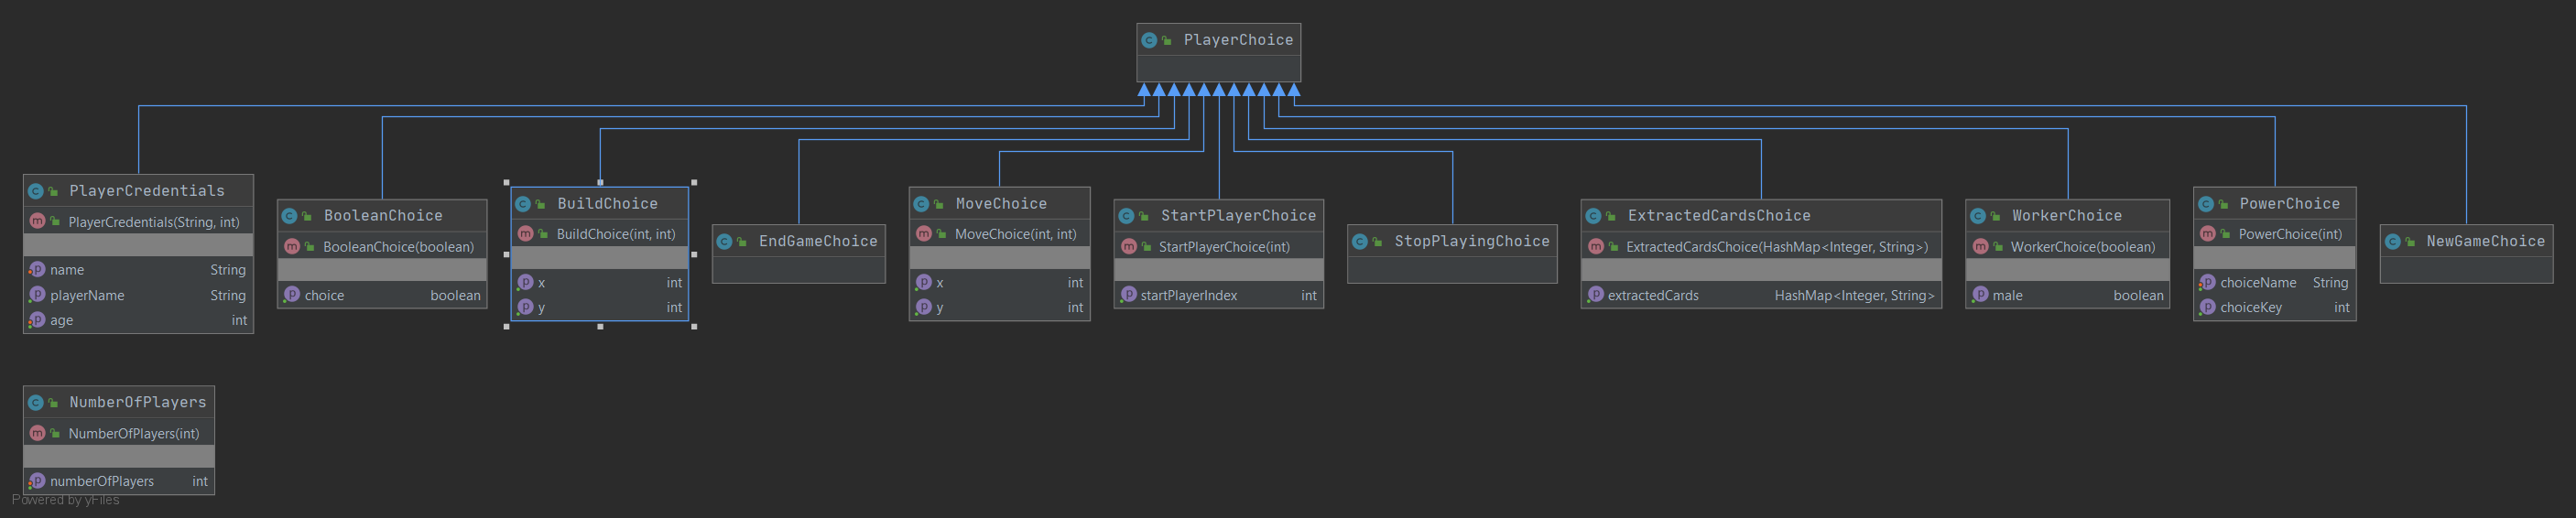 PlayerChoice
PlayerCredentials
PlayerCredentials(String, int)
name String
playerName String
age int
BooleanChoice
BooleanChoice(boolean)
choice boolean
BuildChoice
BuildChoice(int, int)
x int
y int
EndGameChoice
MoveChoice
MoveChoice(int, int)
x int
y int
StartPlayerChoice
StartPlayerChoice(int)
startPlayerIndex int
StopPlayingChoice
ExtractedCardsChoice
ExtractedCardsChoice(HashMap<Integer, String>)
extractedCards HashMap<Integer, String>
WorkerChoice
WorkerChoice(boolean)
male boolean
PowerChoice
PowerChoice(int)
choiceName String
choiceKey int
NewGameChoice
NumberOfPlayers
NumberOfPlayers(int)
numberOfPlayers int
Powered by yFiles